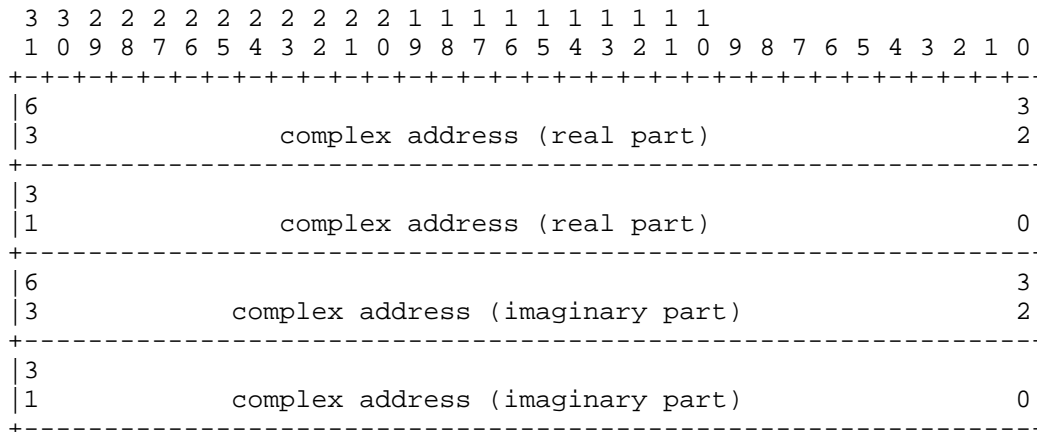 3 3 2 2 2 2 2 2 2 2 2 2 1 1 1 1 1 1 1 1 1 1
1 0 9 8 7 6 5 4 3 2 1 0 9 8 7 6 5 4 3 2 1 0 9 8 7 6 5 4 3 2 1 0
+-+-+-+-+-+-+-+-+-+-+-+-+-+-+-+-+-+-+-+-+-+-+-+-+-+-+-+-+-+-+-+--
|6 3
|3 complex address (real part) 2
+----------------------------------------------------------------
|3
|1 complex address (real part) 0
+----------------------------------------------------------------
|6 3
|3 complex address (imaginary part) 2
+----------------------------------------------------------------
|3
|1 complex address (imaginary part) 0
+----------------------------------------------------------------